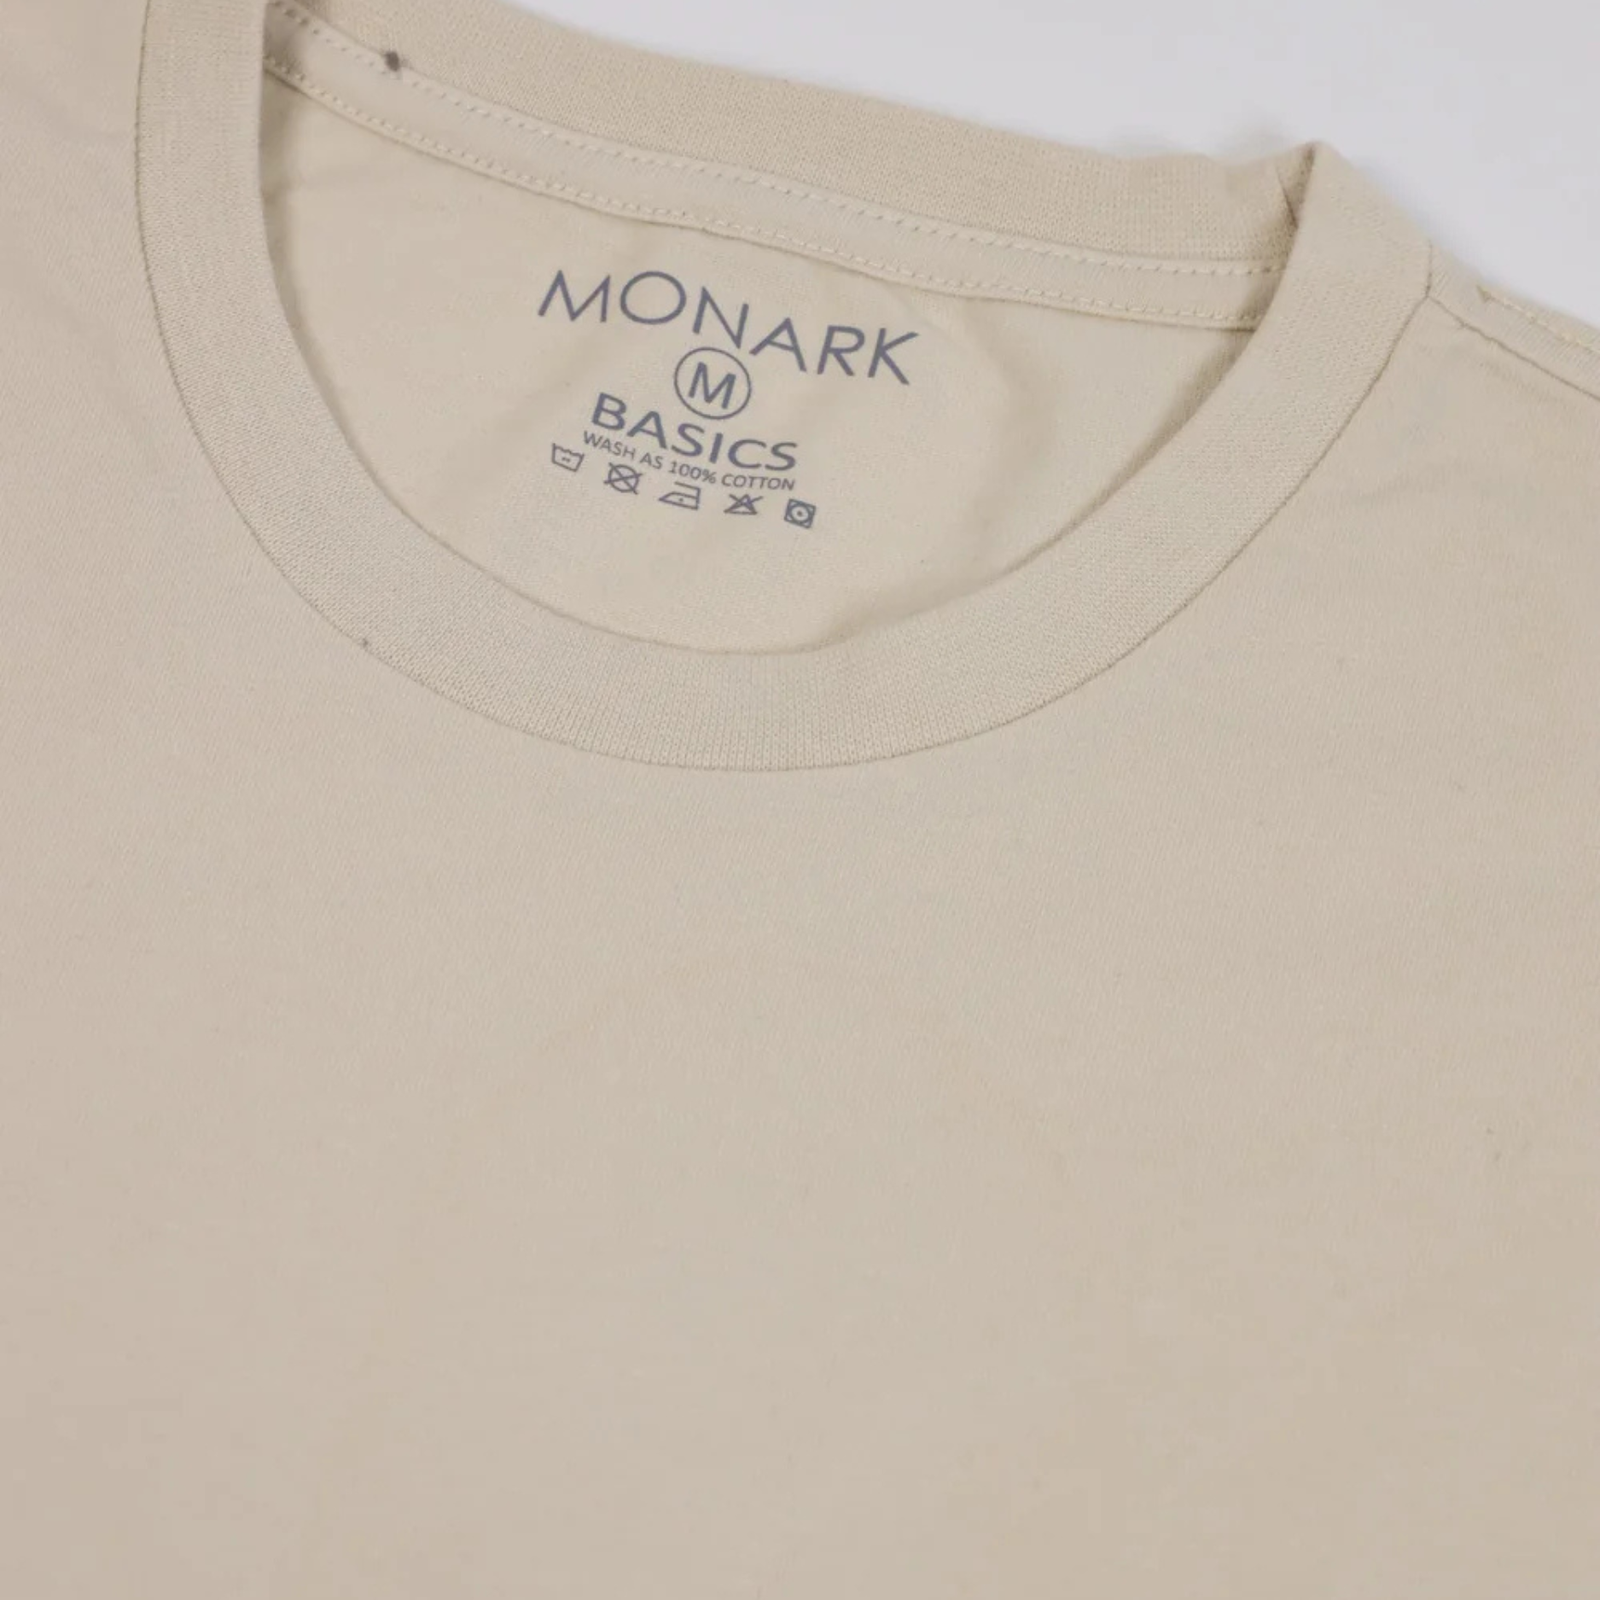 MONARK
M
BASICS
WASH AS 100% COTTON